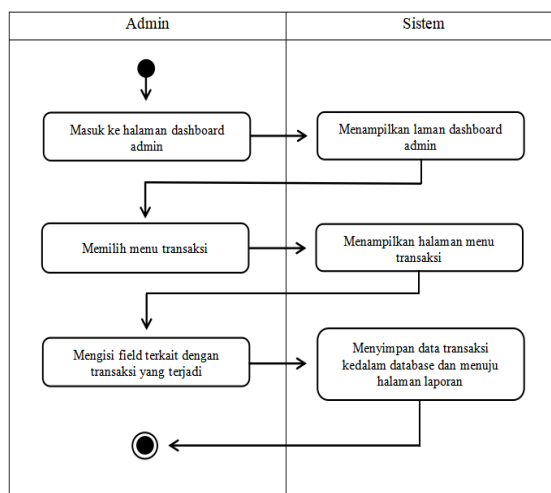 Admin
Sistem
Masuk ke halaman dashboard
admin
Menampilkan laman dashboard
admin
Memilih menu transaksi
Menampilkan halaman menu
transaksi
Mengisi field terkait dengan
transaksi yang terjadi
Menyimpan data transaksi
kedalam database dan menuju
halaman laporan